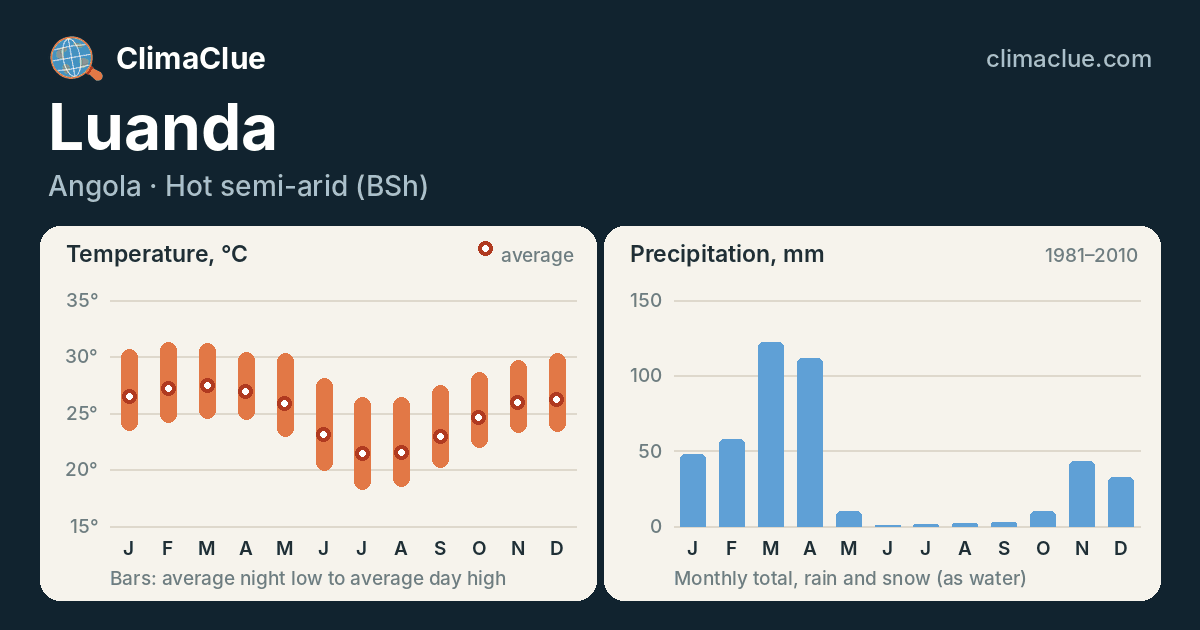 ClimaClue
climaclue.com
Luanda
Angola · Hot semi-arid (BSh)
Temperature, °C
average
35°
30°
25°
20°
15°
J F M A M J J A S O N D
Bars: average night low to average day high
Precipitation, mm
1981–2010
150
100
50
0
J F M A M J J A S O N D
Monthly total, rain and snow (as water)